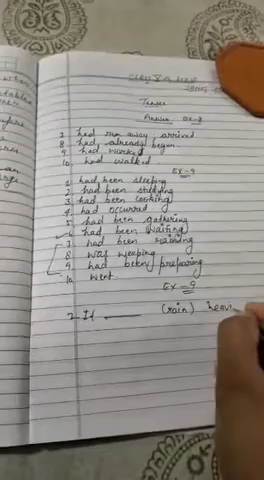 Tenses
Answer Ex-8
7. had run away, arrived
8. had already begun
9. had worked
10. had walked
Ex-9
1. had been sleeping
2. had been studying
3. had been cooking
4. had occurred
5. had been gathering
6. had been waiting
7. had been raining
8. was weeping
9. had been preparing
10. went
Ex-9
7. It (rain) heavi